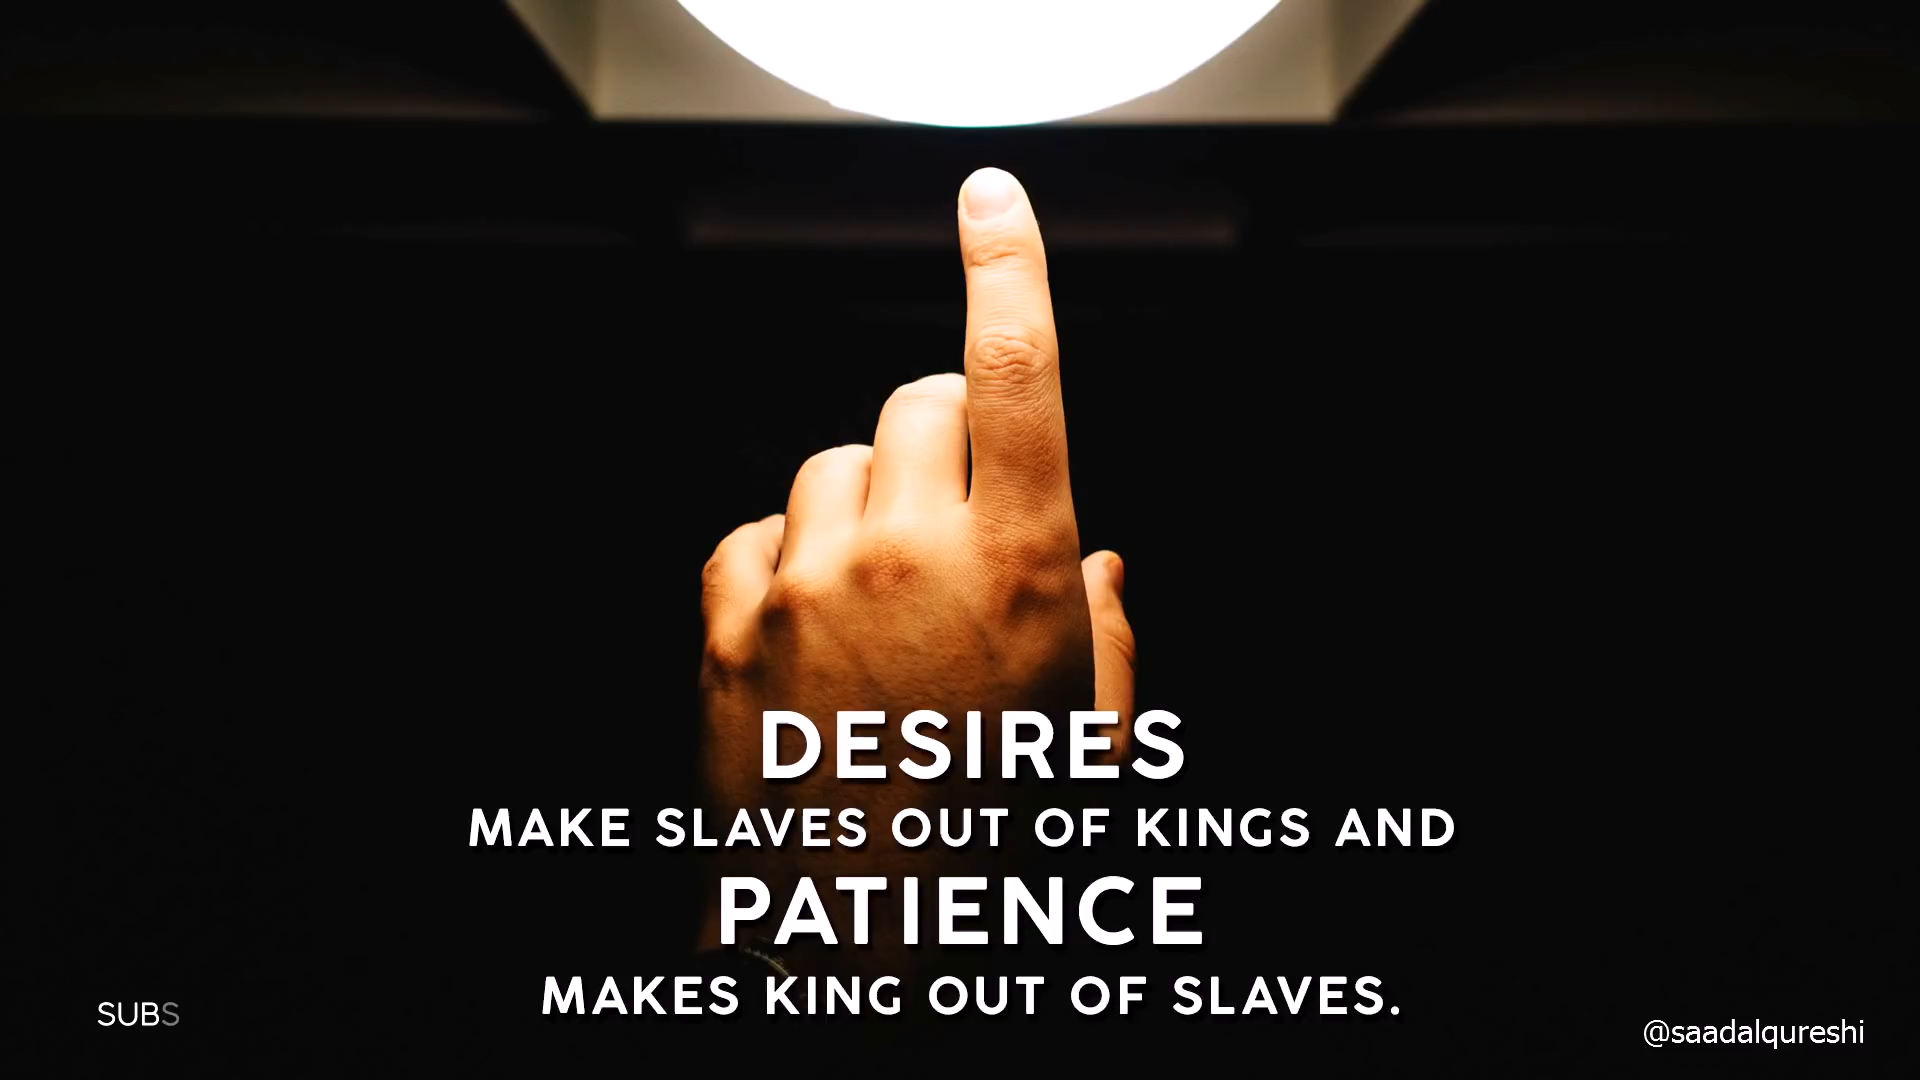 DESIRES
MAKE SLAVES OUT OF KINGS AND
PATIENCE
MAKES KING OUT OF SLAVES.
SUBS
@saadalqureshi